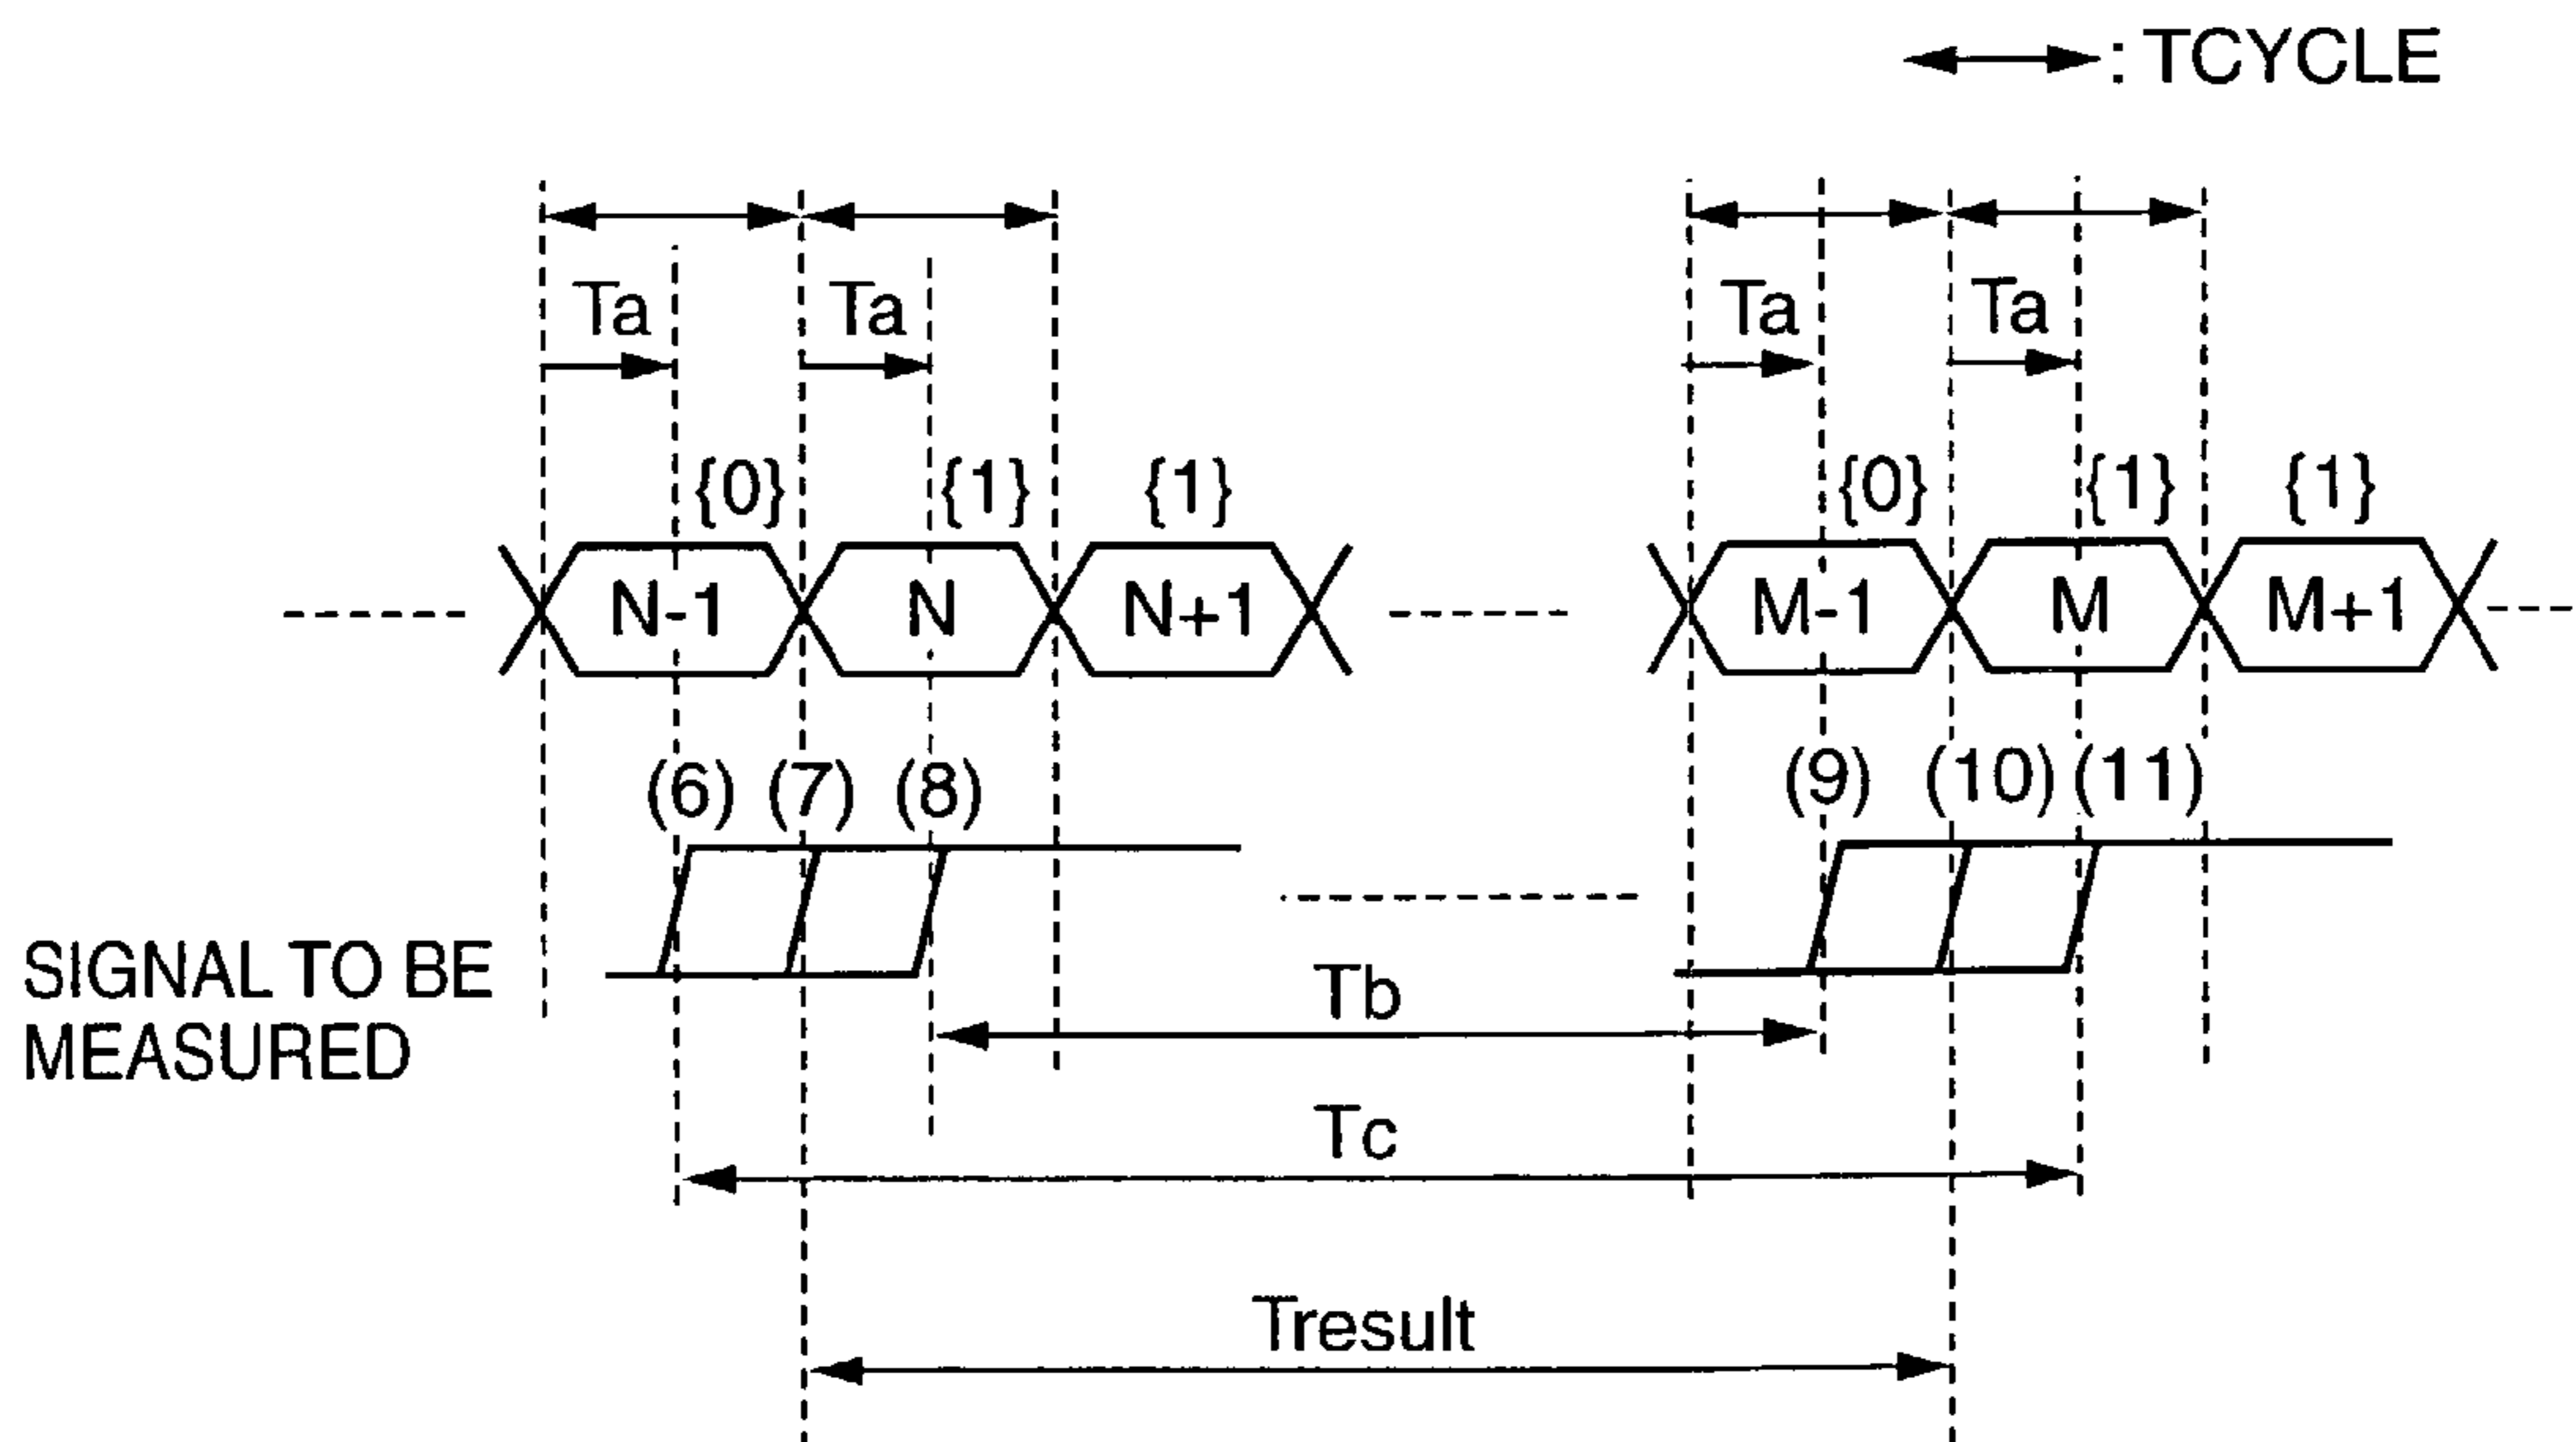 : TCYCLE
Ta Ta Ta Ta
{0} {1} {1} {0} {1} {1}
N-1 N N+1 M-1 M M+1
(6) (7) (8) (9) (10) (11)
SIGNAL TO BE
MEASURED
Tb
Tc
Tresult